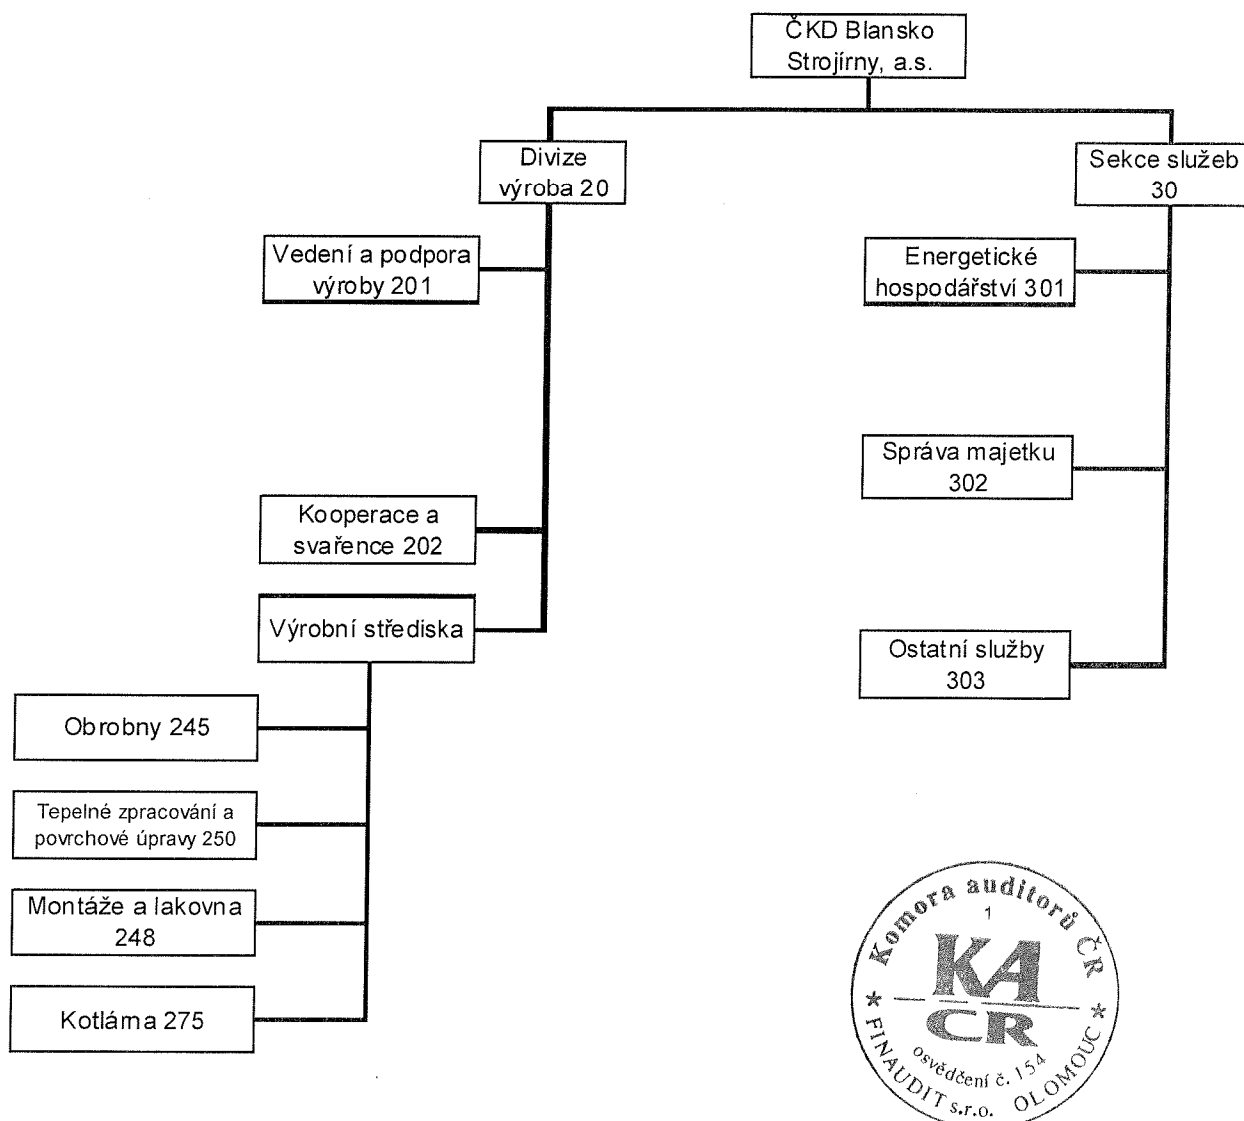 ČKD Blansko
Strojírny, a.s.
Divize
výroba 20
Sekce služeb
30
Vedení a podpora
výroby 201
Energetické
hospodářství 301
Správa majetku
302
Kooperace a
svařence 202
Výrobní střediska
Ostatní služby
303
Obrobny 245
Tepelné zpracování a
povrchové úpravy 250
Montáže a lakovna
248
Kotlárna 275
Komora auditorů ČR
1
KA
CR
osvědčení č. 154
★ FINAUDIT s.r.o. OLOMOUC ★